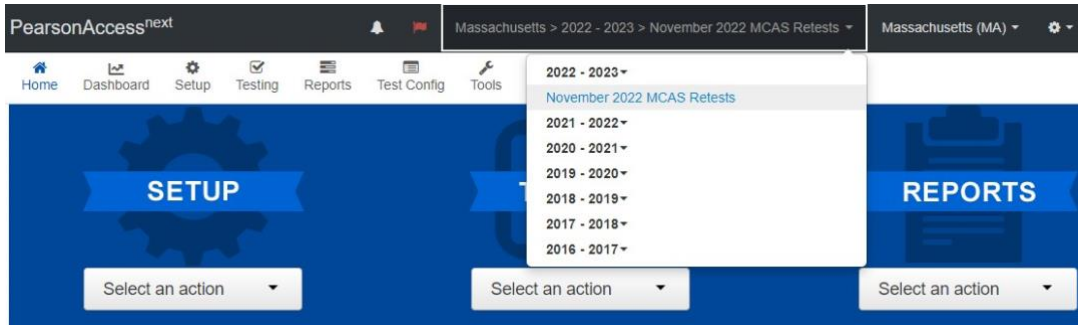 PearsonAccessnext
Massachusetts > 2022 - 2023 > November 2022 MCAS Retests
Massachusetts (MA)
Home
Dashboard
Setup
Testing
Reports
Test Config
Tools
2022 - 2023
November 2022 MCAS Retests
2021 - 2022
2020 - 2021
2019 - 2020
2018 - 2019
2017 - 2018
2016 - 2017
SETUP
REPORTS
Select an action
Select an action
Select an action